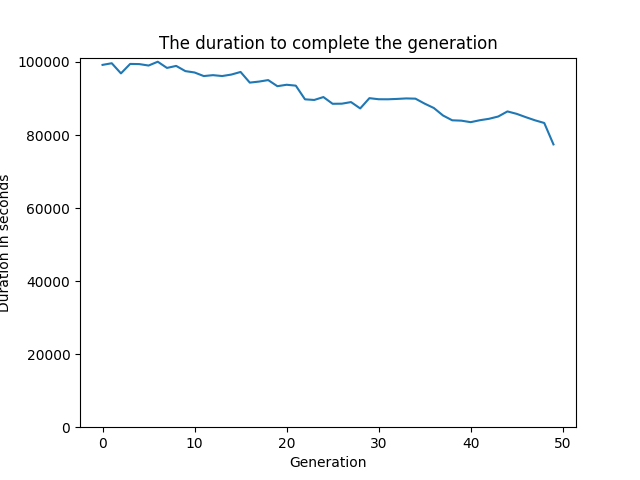 The duration to complete the generation
100000
80000
60000
40000
20000
0
Duration in seconds
0 10 20 30 40 50
Generation